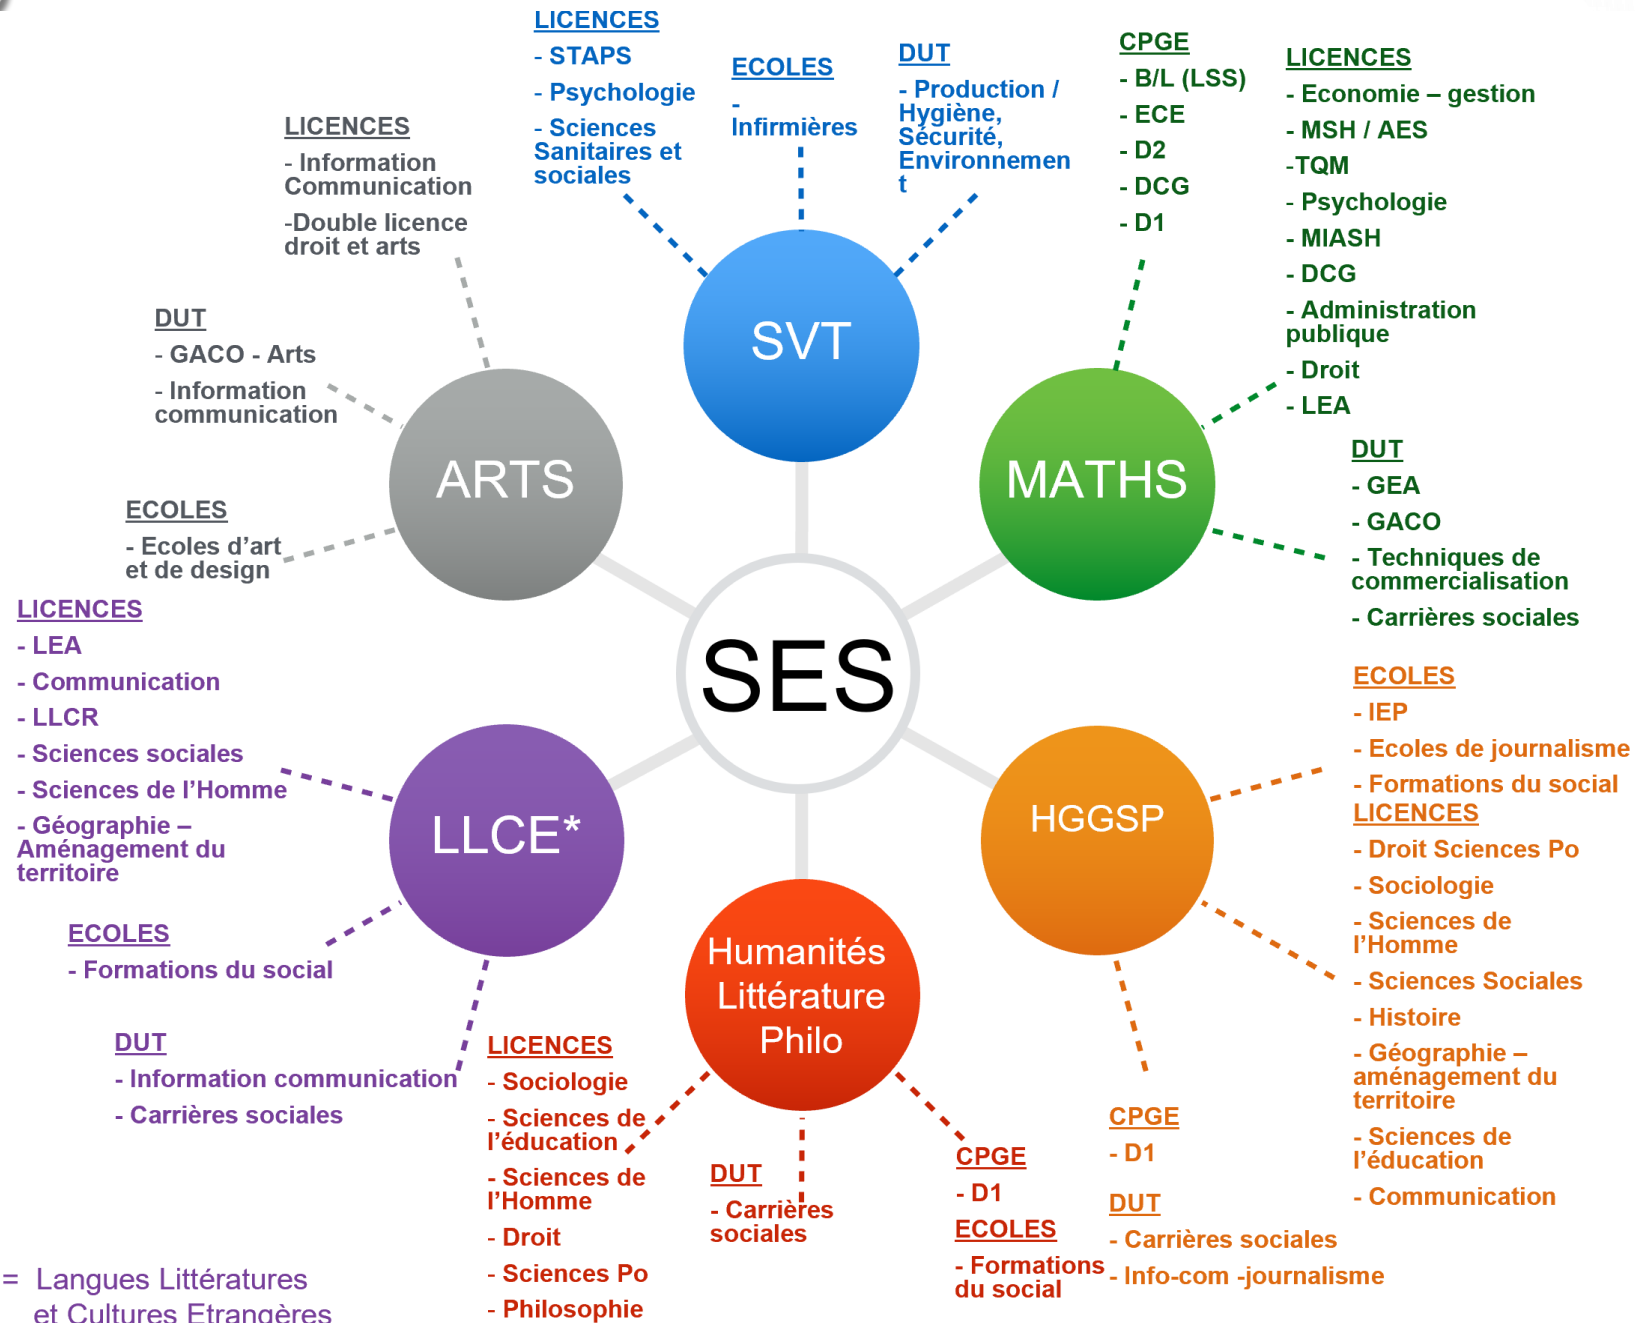 LICENCES
- STAPS
- Psychologie
- Sciences
Sanitaires et
sociales
ECOLES
-
Infirmières
DUT
- Production /
Hygiène,
Sécurité,
Environnemen
t
SVT
CPGE
- B/L (LSS)
- ECE
- D2
- DCG
- D1
LICENCES
- Economie – gestion
- MSH / AES
-TQM
- Psychologie
- MIASH
- DCG
- Administration
publique
- Droit
- LEA
DUT
- GEA
- GACO
- Techniques de
commercialisation
- Carrières sociales
MATHS
LICENCES
- Information
Communication
-Double licence
droit et arts
DUT
- GACO - Arts
- Information
communication
ECOLES
- Ecoles d’art
et de design
ARTS
SES
LICENCES
- LEA
- Communication
- LLCR
- Sciences sociales
- Sciences de l’Homme
- Géographie –
Aménagement du
territoire
ECOLES
- Formations du social
DUT
- Information communication
- Carrières sociales
LLCE*
HGGSP
ECOLES
- IEP
- Ecoles de journalisme
- Formations du social
LICENCES
- Droit Sciences Po
- Sociologie
- Sciences de
l’Homme
- Sciences Sociales
- Histoire
- Géographie –
aménagement du
territoire
- Sciences de
l’éducation
- Communication
CPGE
- D1
DUT
- Carrières sociales
- Info-com -journalisme
Humanités
Littérature
Philo
LICENCES
- Sociologie
- Sciences de
l’éducation
- Sciences de
l’Homme
- Droit
- Sciences Po
- Philosophie
DUT
- Carrières
sociales
CPGE
- D1
ECOLES
- Formations
du social
= Langues Littératures
et Cultures Etrangères